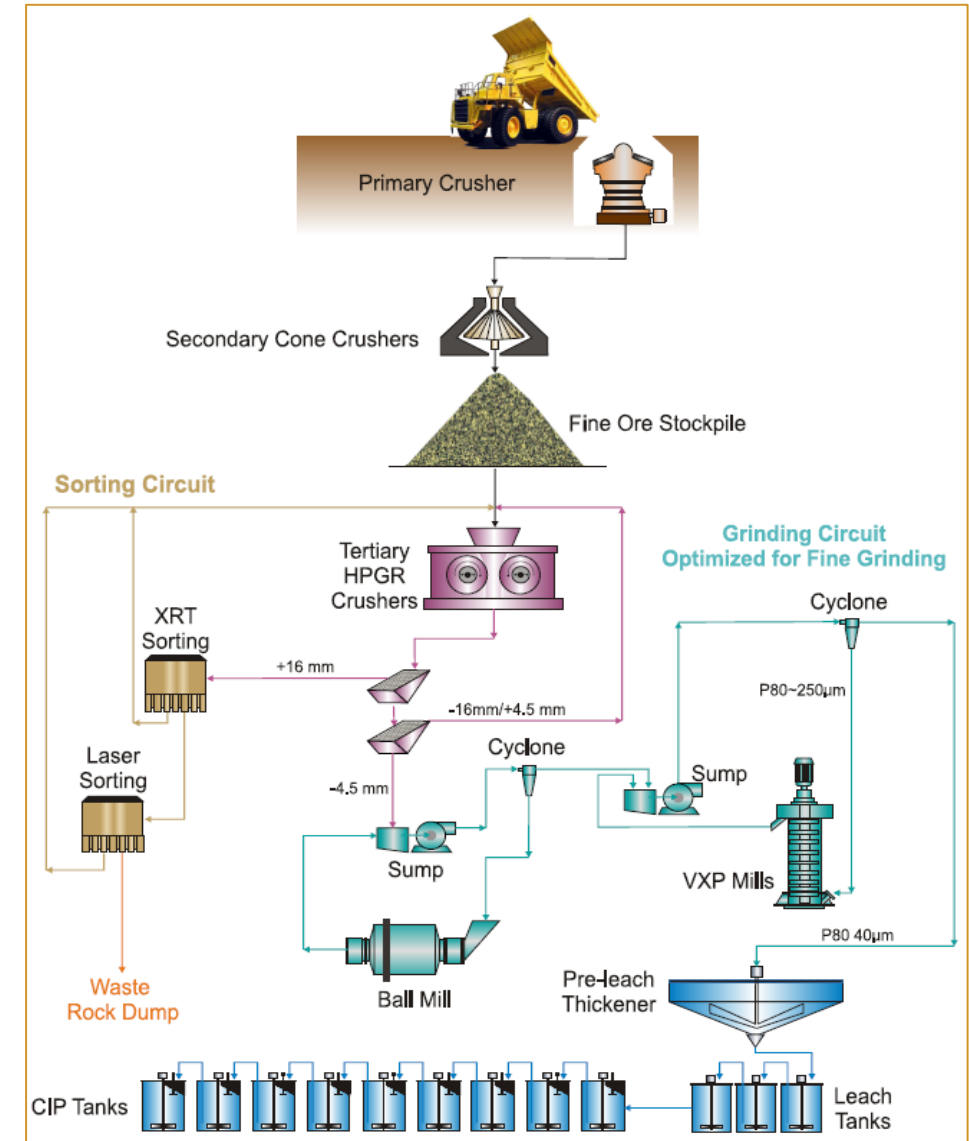 Primary Crusher
Secondary Cone Crushers
Fine Ore Stockpile
Sorting Circuit
Grinding Circuit
Optimized for Fine Grinding
Tertiary
HPGR
Crushers
Cyclone
XRT
Sorting
+16 mm
P80~250µm
-16mm/+4.5 mm
Laser
Sorting
Cyclone
-4.5 mm
Sump
Sump
VXP Mills
P80 40µm
Waste
Rock Dump
Ball Mill
Pre-leach
Thickener
CIP Tanks
Leach
Tanks